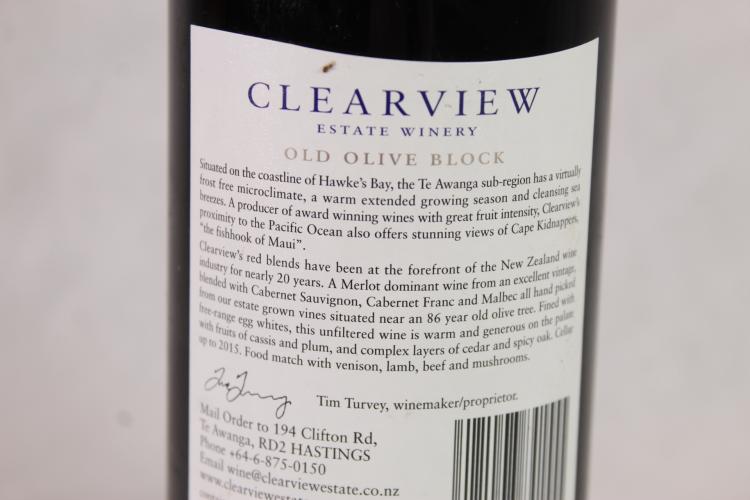 CLEARVIEW
ESTATE WINERY
OLD OLIVE BLOCK
Situated on the coastline of Hawke's Bay, the Te Awanga sub-region has a virtually
frost free microclimate, a warm extended growing season and cleansing sea
breezes. A producer of award winning wines with great fruit intensity, Clearview's
proximity to the Pacific Ocean also offers stunning views of Cape Kidnappers,
"the fishhook of Maui".
Clearview's red blends have been at the forefront of the New Zealand wine
industry for nearly 20 years. A Merlot dominant wine from an excellent vintage,
blended with Cabernet Sauvignon, Cabernet Franc and Malbec all hand picked
from our estate grown vines situated near an 86 year old olive tree. Fined with
free-range egg whites, this unfiltered wine is warm and generous on the palate
with fruits of cassis and plum, and complex layers of cedar and spicy oak. Cellar
up to 2015. Food match with venison, lamb, beef and mushrooms.
Tim Turvey, winemaker/proprietor.
Mail Order to 194 Clifton Rd,
Te Awanga, RD2 HASTINGS
Phone +64-6-875-0150
Email wine@clearviewestate.co.nz
www.clearviewestate.co